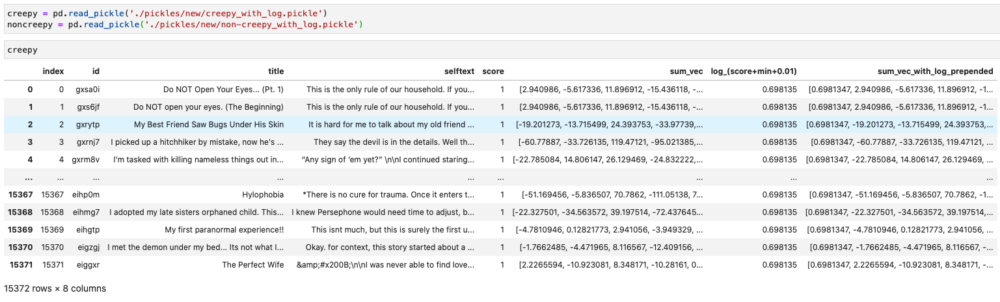 creepy = pd.read_pickle('./pickles/new/creepy_with_log.pickle')
noncreepy = pd.read_pickle('./pickles/new/non-creepy_with_log.pickle')
creepy
index id title selftext score sum_vec log_(score+min+0.01) sum_vec_with_log_prepended
0 0 gxsa0i Do NOT Open Your Eyes... (Pt. 1) This is the only rule of our household. If you... 1 [2.940986, -5.617336, 11.896912, -15.436118, -... 0.698135 [0.6981347, 2.940986, -5.617336, 11.896912, -1...
1 1 gxs6jf Do NOT open your eyes. (The Beginning) This is the only rule of our household. If you... 1 [2.940986, -5.617336, 11.896912, -15.436118, -... 0.698135 [0.6981347, 2.940986, -5.617336, 11.896912, -1...
2 2 gxrytp My Best Friend Saw Bugs Under His Skin It is hard for me to talk about my old friend ... 1 [-19.201273, -13.715499, 24.393753, -33.97739,... 0.698135 [0.6981347, -19.201273, -13.715499, 24.393753,...
3 3 gxrnj7 I picked up a hitchhiker by mistake, now he's ... They say the devil is in the details. Well th... 1 [-60.77887, -33.726135, 119.47121, -95.021385,... 0.698135 [0.6981347, -60.77887, -33.726135, 119.47121, ...
4 4 gxrm8v I'm tasked with killing nameless things out in... “Any sign of ‘em yet?” \n\nI continued staring... 1 [-22.785084, 14.806147, 26.129469, -24.832222,... 0.698135 [0.6981347, -22.785084, 14.806147, 26.129469, ...
... ... ... ... ... ... ... ... ...
15367 15367 eihp0m Hylophobia *There is no cure for trauma. Once it enters t... 1 [-51.169456, -5.836507, 70.7862, -111.05138, 7... 0.698135 [0.6981347, -51.169456, -5.836507, 70.7862, -1...
15368 15368 eihmg7 I adopted my late sisters orphaned child. This... I knew Persephone would need time to adjust, b... 1 [-22.327501, -34.563572, 39.197514, -72.437645... 0.698135 [0.6981347, -22.327501, -34.563572, 39.197514,...
15369 15369 eihgtp My first paranormal experience!! This isnt much, but this is surely the first u... 1 [-4.7810946, 0.12821773, 2.941056, -3.949329, ... 0.698135 [0.6981347, -4.7810946, 0.12821773, 2.941056, ...
15370 15370 eigzgj I met the demon under my bed... Its not what I... Okay. for context, this story started about a ... 1 [-1.7662485, -4.471965, 8.116567, -12.409156, ... 0.698135 [0.6981347, -1.7662485, -4.471965, 8.116567, -...
15371 15371 eiggxr The Perfect Wife &amp;#x200B;\n\nI was never able to find love... 1 [2.2265594, -10.923081, 8.348171, -10.28161, 0... 0.698135 [0.6981347, 2.2265594, -10.923081, 8.348171, -...
15372 rows × 8 columns